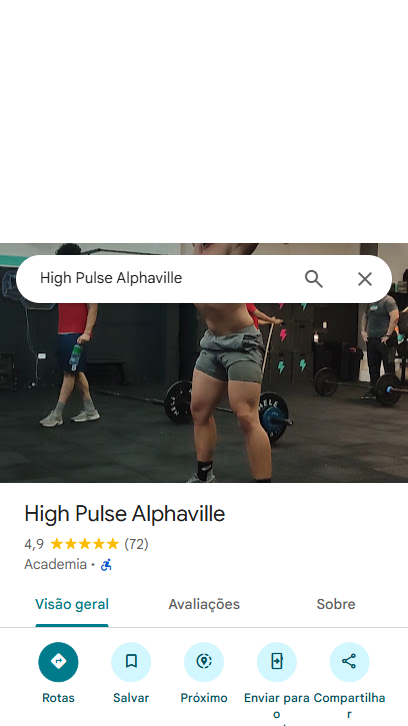 High Pulse Alphaville
High Pulse Alphaville
4,9 (72)
Academia ·
Visão geral
Avaliações
Sobre
Rotas
Salvar
Próximo
Enviar para
o
Compartilha
r